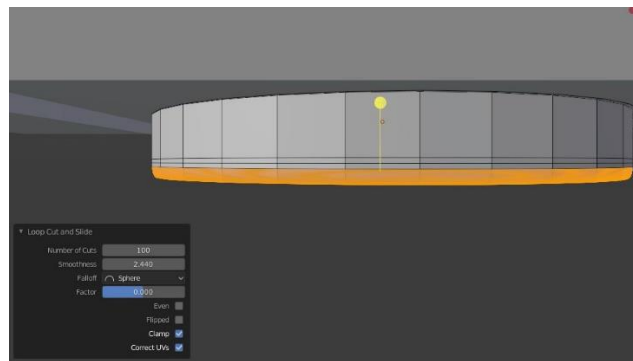 Loop Cut and Slide
Number of Cuts 100
Smoothness 2.440
Falloff Sphere
Factor 0.000
Even
Flipped
Clamp
Correct UVs